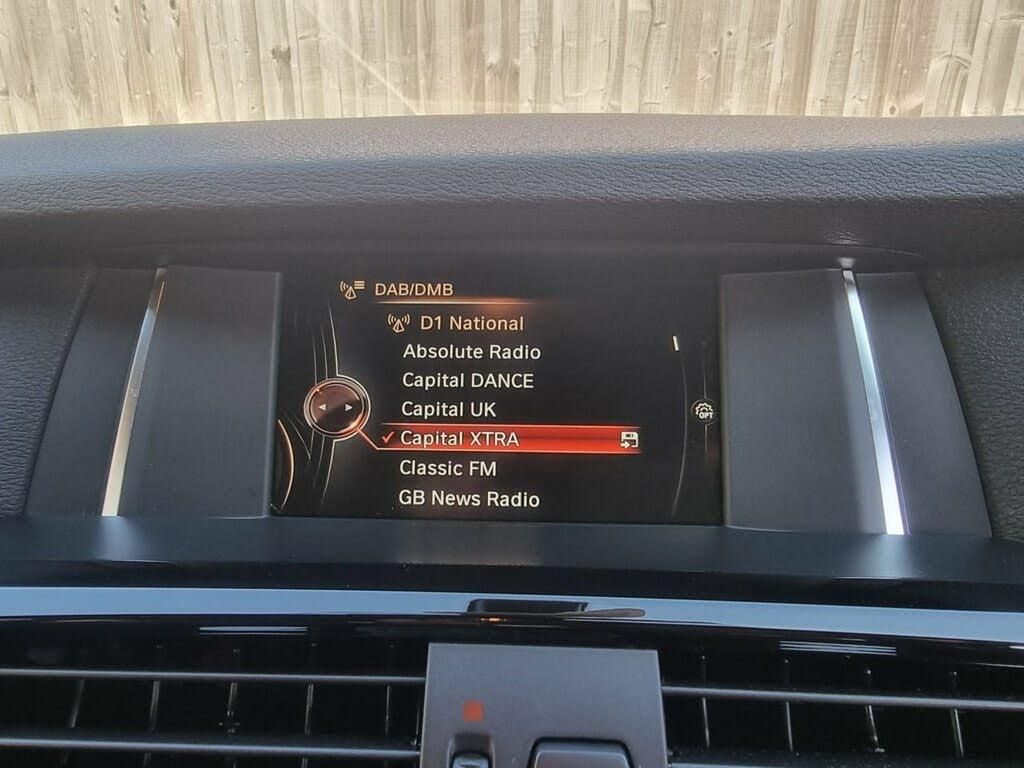 DAB/DMB
D1 National
Absolute Radio
Capital DANCE
Capital UK
Capital XTRA
OPT
Classic FM
GB News Radio